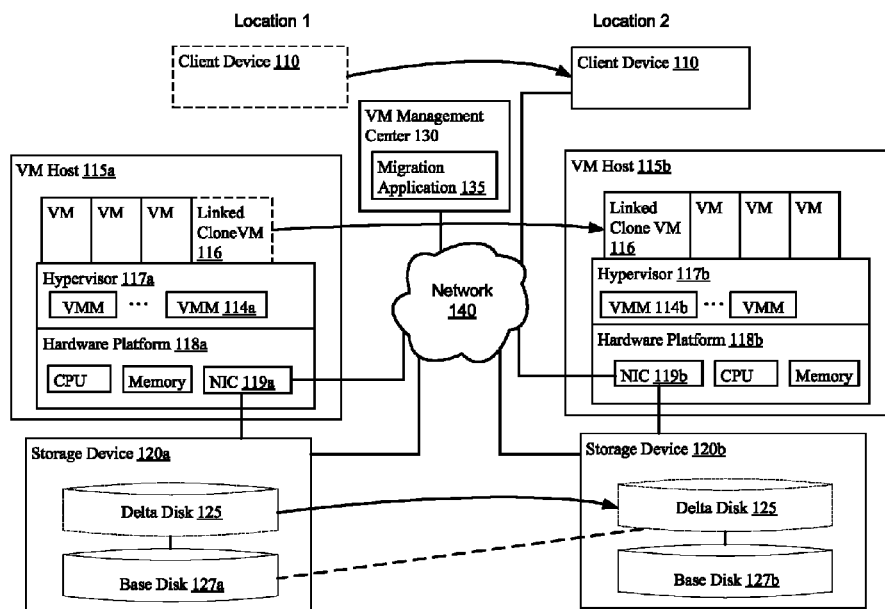 Location 1
Location 2
Client Device 110
Client Device 110
VM Management
Center 130
Migration
Application 135
VM Host 115a
VM
VM
VM
Linked
CloneVM
116
Hypervisor 117a
VMM
...
VMM 114a
Hardware Platform 118a
CPU
Memory
NIC 119a
Network
140
VM Host 115b
Linked
Clone VM
116
VM
VM
VM
Hypervisor 117b
VMM 114b
...
VMM
Hardware Platform 118b
NIC 119b
CPU
Memory
Storage Device 120a
Delta Disk 125
Base Disk 127a
Storage Device 120b
Delta Disk 125
Base Disk 127b